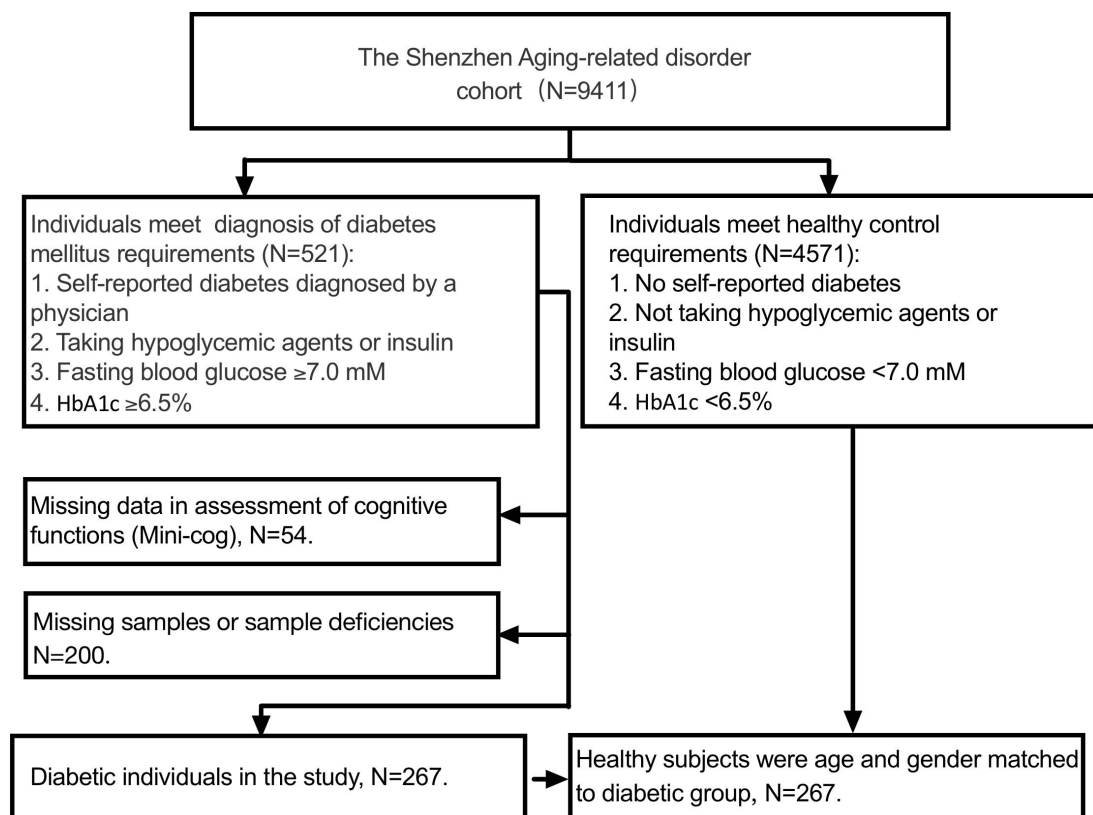 The Shenzhen Aging-related disorder
cohort（N=9411）
Individuals meet diagnosis of diabetes
mellitus requirements (N=521):
1. Self-reported diabetes diagnosed by a
physician
2. Taking hypoglycemic agents or insulin
3. Fasting blood glucose ≥7.0 mM
4. HbA1c ≥6.5%
Individuals meet healthy control
requirements (N=4571):
1. No self-reported diabetes
2. Not taking hypoglycemic agents or
insulin
3. Fasting blood glucose <7.0 mM
4. HbA1c <6.5%
Missing data in assessment of cognitive
functions (Mini-cog), N=54.
Missing samples or sample deficiencies
N=200.
Diabetic individuals in the study, N=267.
Healthy subjects were age and gender matched
to diabetic group, N=267.